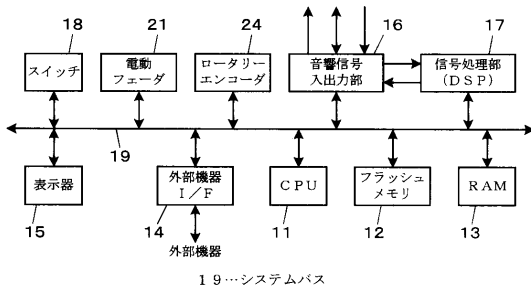 18
21
24
16
17
スイッチ
電動
フェーダ
ロータリー
エンコーダ
音響信号
入出力部
信号処理部
(DSP)
19
表示器
外部機器
I/F
CPU
フラッシュ
メモリ
RAM
15
14
11
12
13
外部機器
19…システムバス